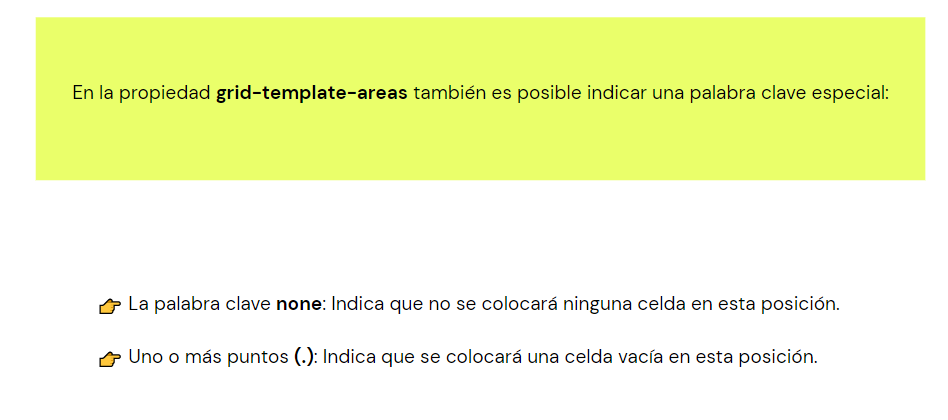 En la propiedad grid-template-areas también es posible indicar una palabra clave especial:
👉 La palabra clave none: Indica que no se colocará ninguna celda en esta posición.
👉 Uno o más puntos (.): Indica que se colocará una celda vacía en esta posición.